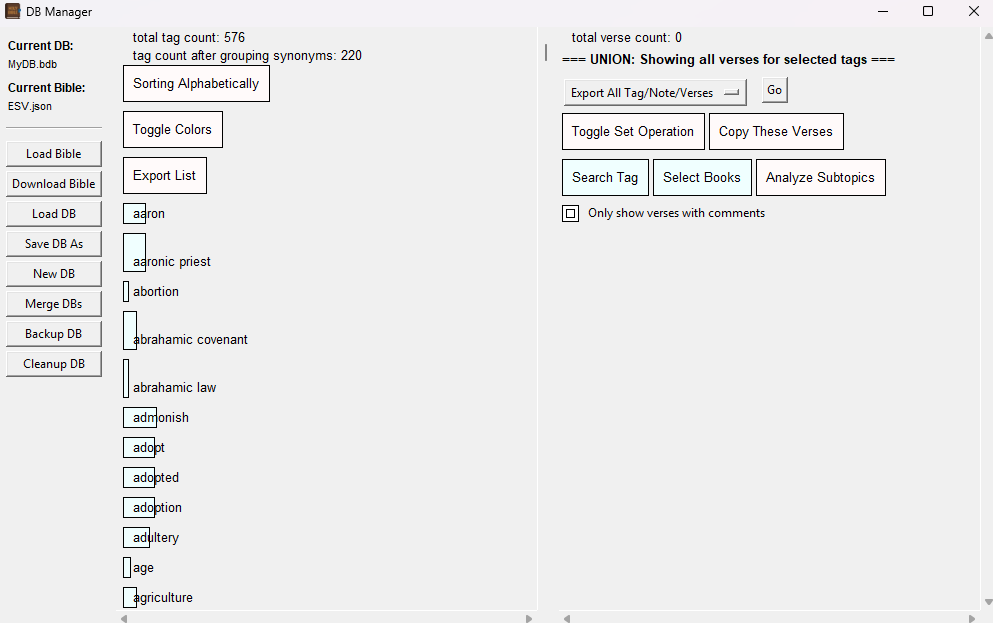 DB Manager
Current DB:
MyDB.bdb
Current Bible:
ESV.json
Load Bible
Download Bible
Load DB
Save DB As
New DB
Merge DBs
Backup DB
Cleanup DB
total tag count: 576
tag count after grouping synonyms: 220
Sorting Alphabetically
Toggle Colors
Export List
aaron
aaronic priest
abortion
abrahamic covenant
abrahamic law
admonish
adopt
adopted
adoption
adultery
age
agriculture
total verse count: 0
=== UNION: Showing all verses for selected tags ===
Export All Tag/Note/Verses Go
Toggle Set Operation Copy These Verses
Search Tag Select Books Analyze Subtopics
Only show verses with comments